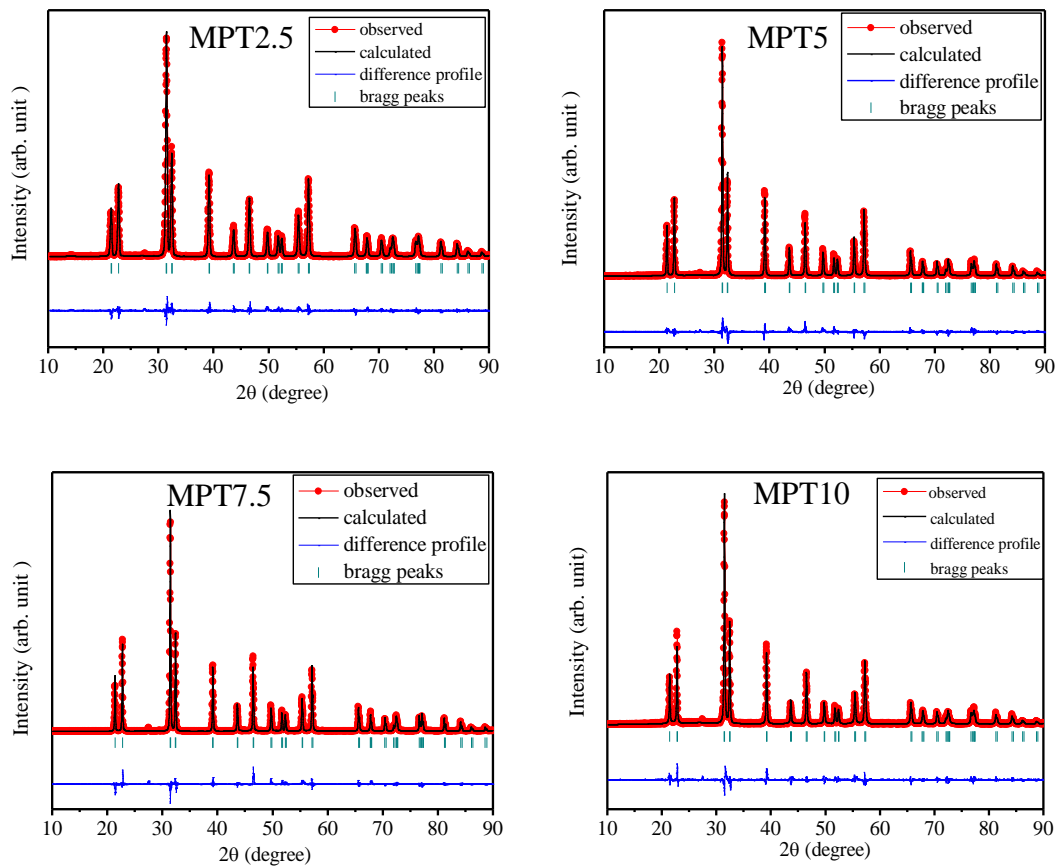 MPT2.5
observed
calculated
difference profile
bragg peaks
Intensity (arb. unit )
10 20 30 40 50 60 70 80 90
2θ (degree)
MPT5
observed
calculated
difference profile
bragg peaks
Intensity (arb. unit)
10 20 30 40 50 60 70 80 90
2θ (degree)
MPT7.5
observed
calculated
difference profile
bragg peaks
Intensity (arb. unit )
10 20 30 40 50 60 70 80 90
2θ (degree)
MPT10
observed
calculated
difference profile
bragg peaks
Intensity (arb. unit)
10 20 30 40 50 60 70 80 90
2θ (degree)